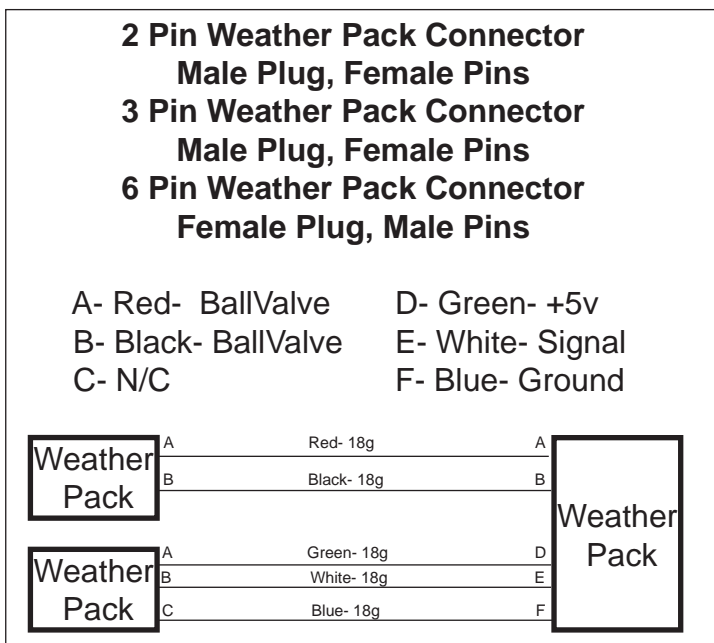 2 Pin Weather Pack Connector
Male Plug, Female Pins
3 Pin Weather Pack Connector
Male Plug, Female Pins
6 Pin Weather Pack Connector
Female Plug, Male Pins
A- Red- BallValve D- Green- +5v
B- Black- BallValve E- White- Signal
C- N/C F- Blue- Ground
A Red- 18g A
Weather
Pack
B Black- 18g B
Weather
Pack
A Green- 18g D
Weather
Pack
B White- 18g E
C Blue- 18g F